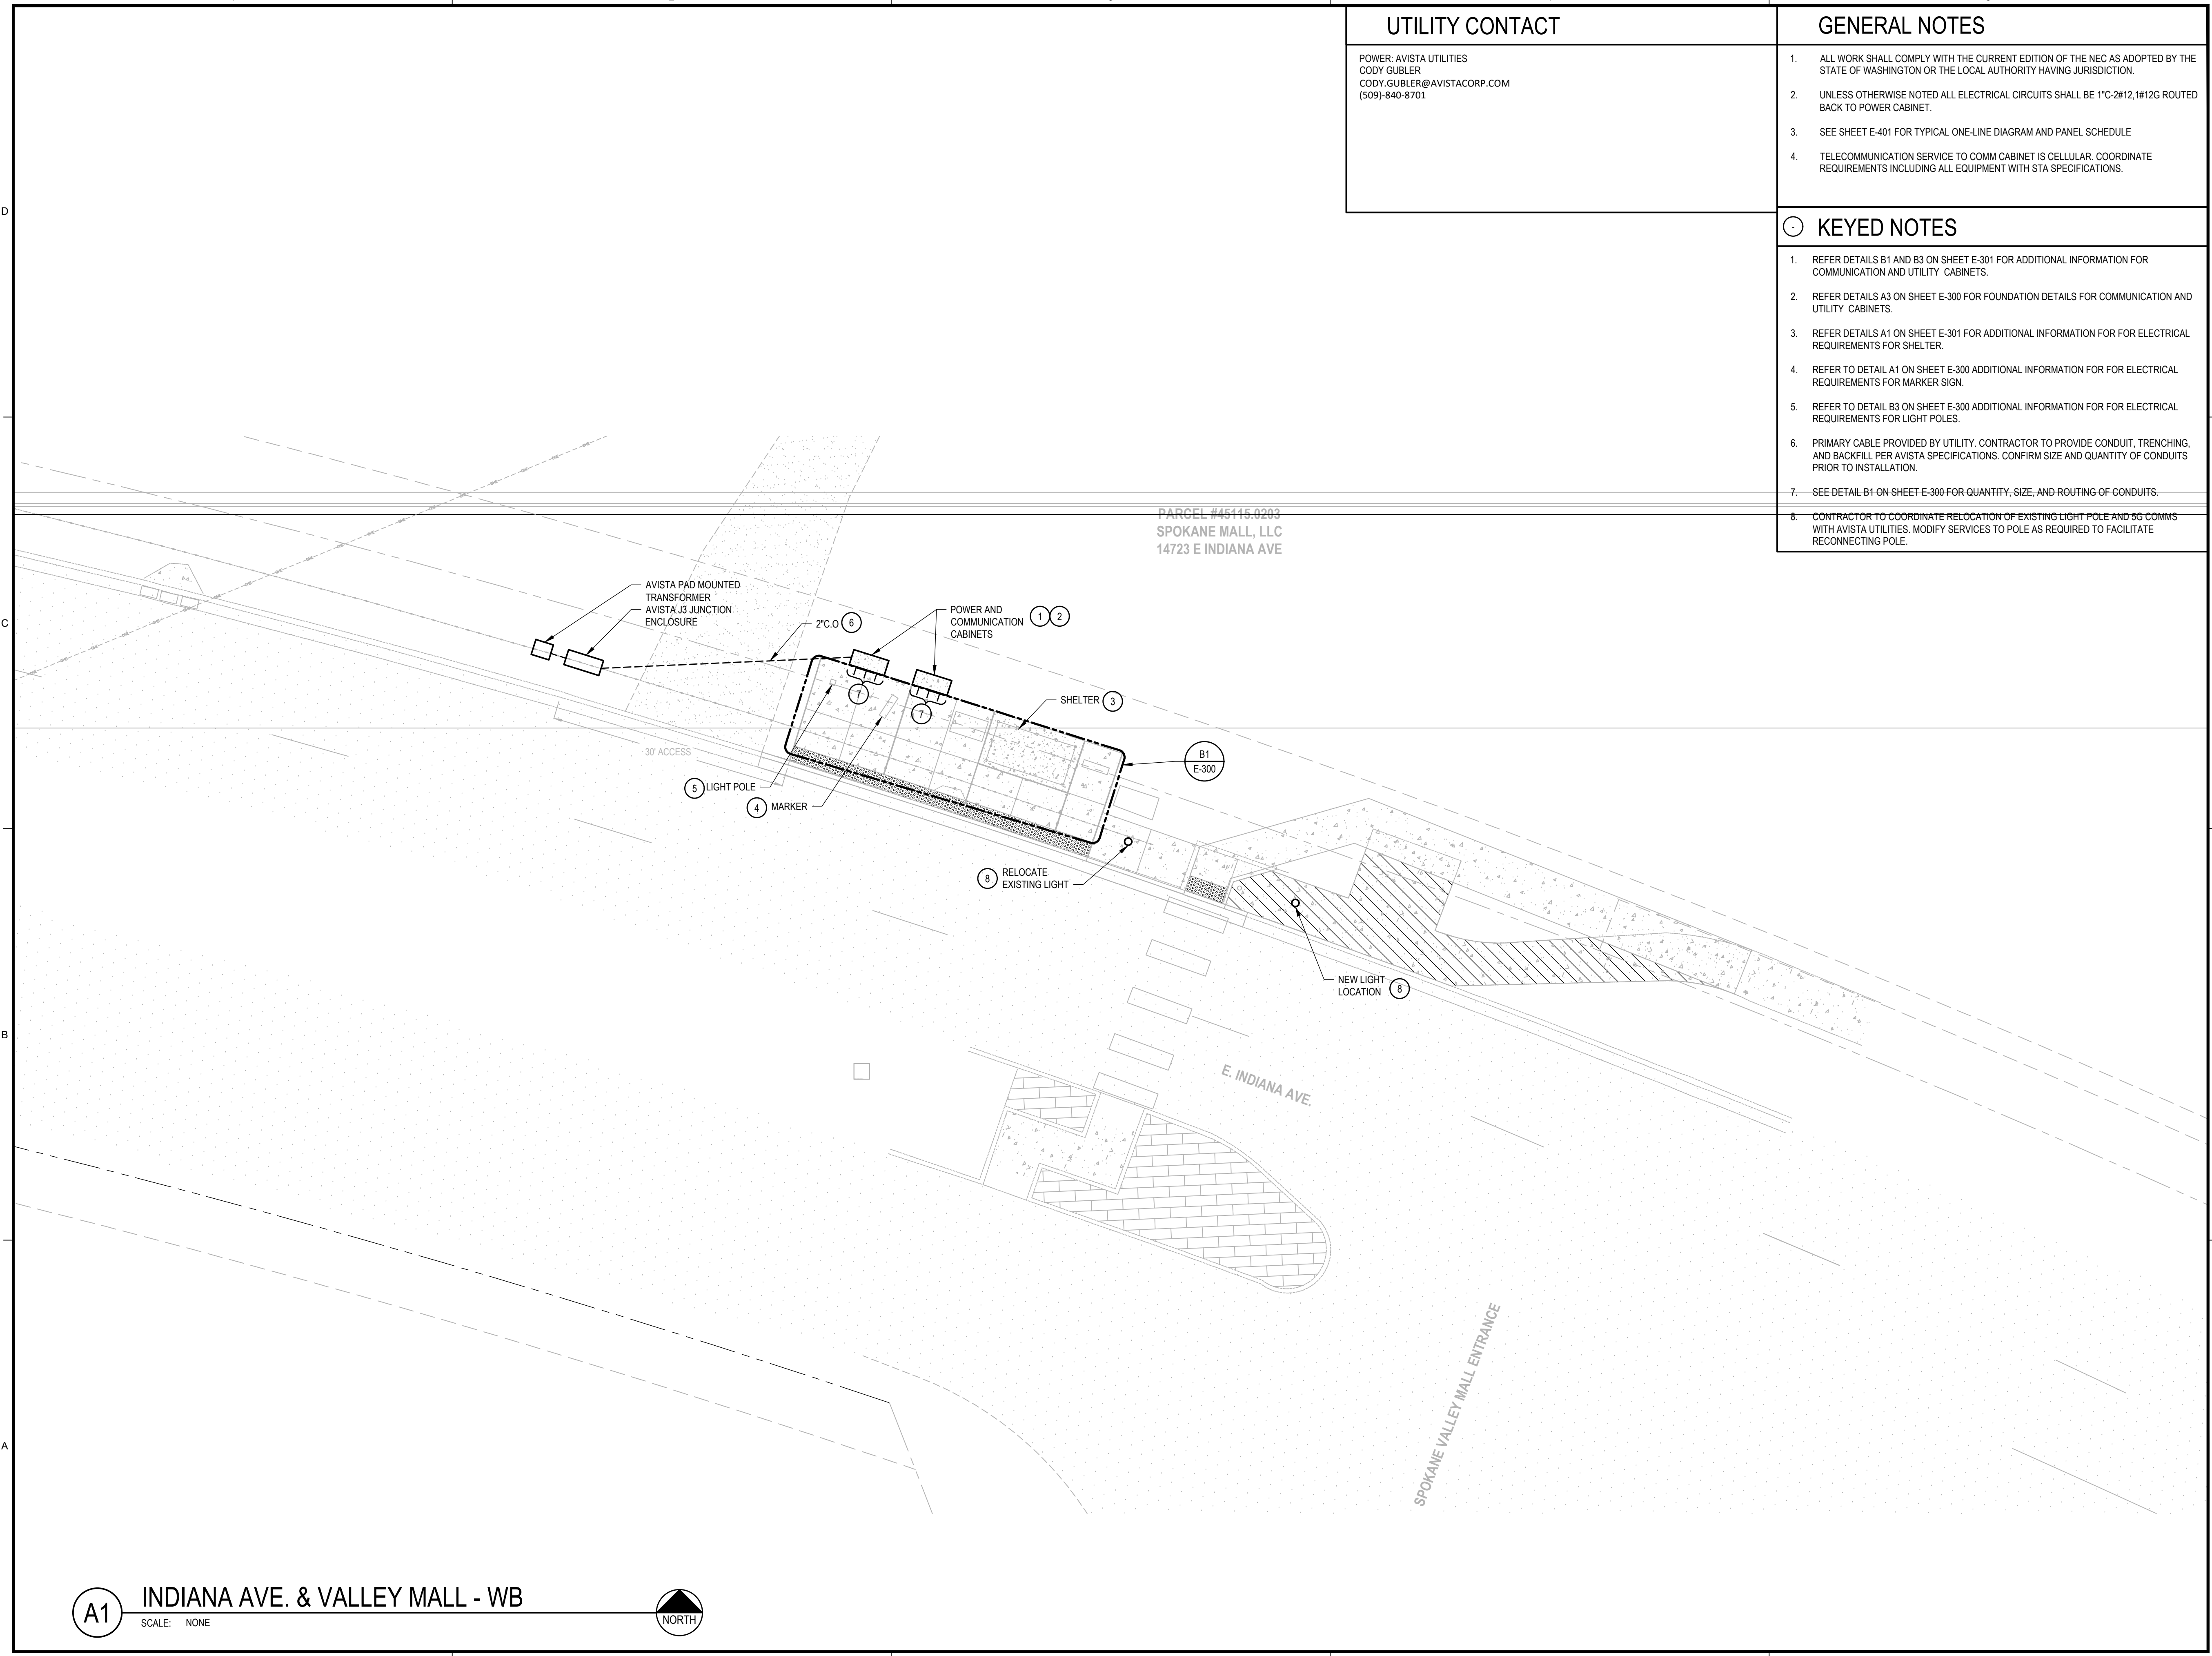 UTILITY CONTACT
POWER: AVISTA UTILITIES
CODY GUBLER
CODY.GUBLER@AVISTACORP.COM
(509)-840-8701
GENERAL NOTES
1. ALL WORK SHALL COMPLY WITH THE CURRENT EDITION OF THE NEC AS ADOPTED BY THE
STATE OF WASHINGTON OR THE LOCAL AUTHORITY HAVING JURISDICTION.
2. UNLESS OTHERWISE NOTED ALL ELECTRICAL CIRCUITS SHALL BE 1"C-2#12,1#12G ROUTED
BACK TO POWER CABINET.
3. SEE SHEET E-401 FOR TYPICAL ONE-LINE DIAGRAM AND PANEL SCHEDULE
4. TELECOMMUNICATION SERVICE TO COMM CABINET IS CELLULAR. COORDINATE
REQUIREMENTS INCLUDING ALL EQUIPMENT WITH STA SPECIFICATIONS.
- KEYED NOTES
1. REFER DETAILS B1 AND B3 ON SHEET E-301 FOR ADDITIONAL INFORMATION FOR
COMMUNICATION AND UTILITY CABINETS.
2. REFER DETAILS A3 ON SHEET E-300 FOR FOUNDATION DETAILS FOR COMMUNICATION AND
UTILITY CABINETS.
3. REFER DETAILS A1 ON SHEET E-301 FOR ADDITIONAL INFORMATION FOR FOR ELECTRICAL
REQUIREMENTS FOR SHELTER.
4. REFER TO DETAIL A1 ON SHEET E-300 ADDITIONAL INFORMATION FOR FOR ELECTRICAL
REQUIREMENTS FOR MARKER SIGN.
5. REFER TO DETAIL B3 ON SHEET E-300 ADDITIONAL INFORMATION FOR FOR ELECTRICAL
REQUIREMENTS FOR LIGHT POLES.
6. PRIMARY CABLE PROVIDED BY UTILITY. CONTRACTOR TO PROVIDE CONDUIT, TRENCHING,
AND BACKFILL PER AVISTA SPECIFICATIONS. CONFIRM SIZE AND QUANTITY OF CONDUITS
PRIOR TO INSTALLATION.
7. SEE DETAIL B1 ON SHEET E-300 FOR QUANTITY, SIZE, AND ROUTING OF CONDUITS.
8. CONTRACTOR TO COORDINATE RELOCATION OF EXISTING LIGHT POLE AND 5G COMMS
WITH AVISTA UTILITIES. MODIFY SERVICES TO POLE AS REQUIRED TO FACILITATE
RECONNECTING POLE.
D
C
B
A
PARCEL #45115.0203
SPOKANE MALL, LLC
14723 E INDIANA AVE
AVISTA PAD MOUNTED
TRANSFORMER
AVISTA J3 JUNCTION
ENCLOSURE
2"C.O 6
POWER AND
COMMUNICATION
CABINETS
1 2
7
7
SHELTER 3
B1
E-300
30' ACCESS
5 LIGHT POLE
4 MARKER
8 RELOCATE
EXISTING LIGHT
NEW LIGHT
LOCATION 8
E. INDIANA AVE.
SPOKANE VALLEY MALL ENTRANCE
A1
INDIANA AVE. & VALLEY MALL - WB
SCALE: NONE
NORTH